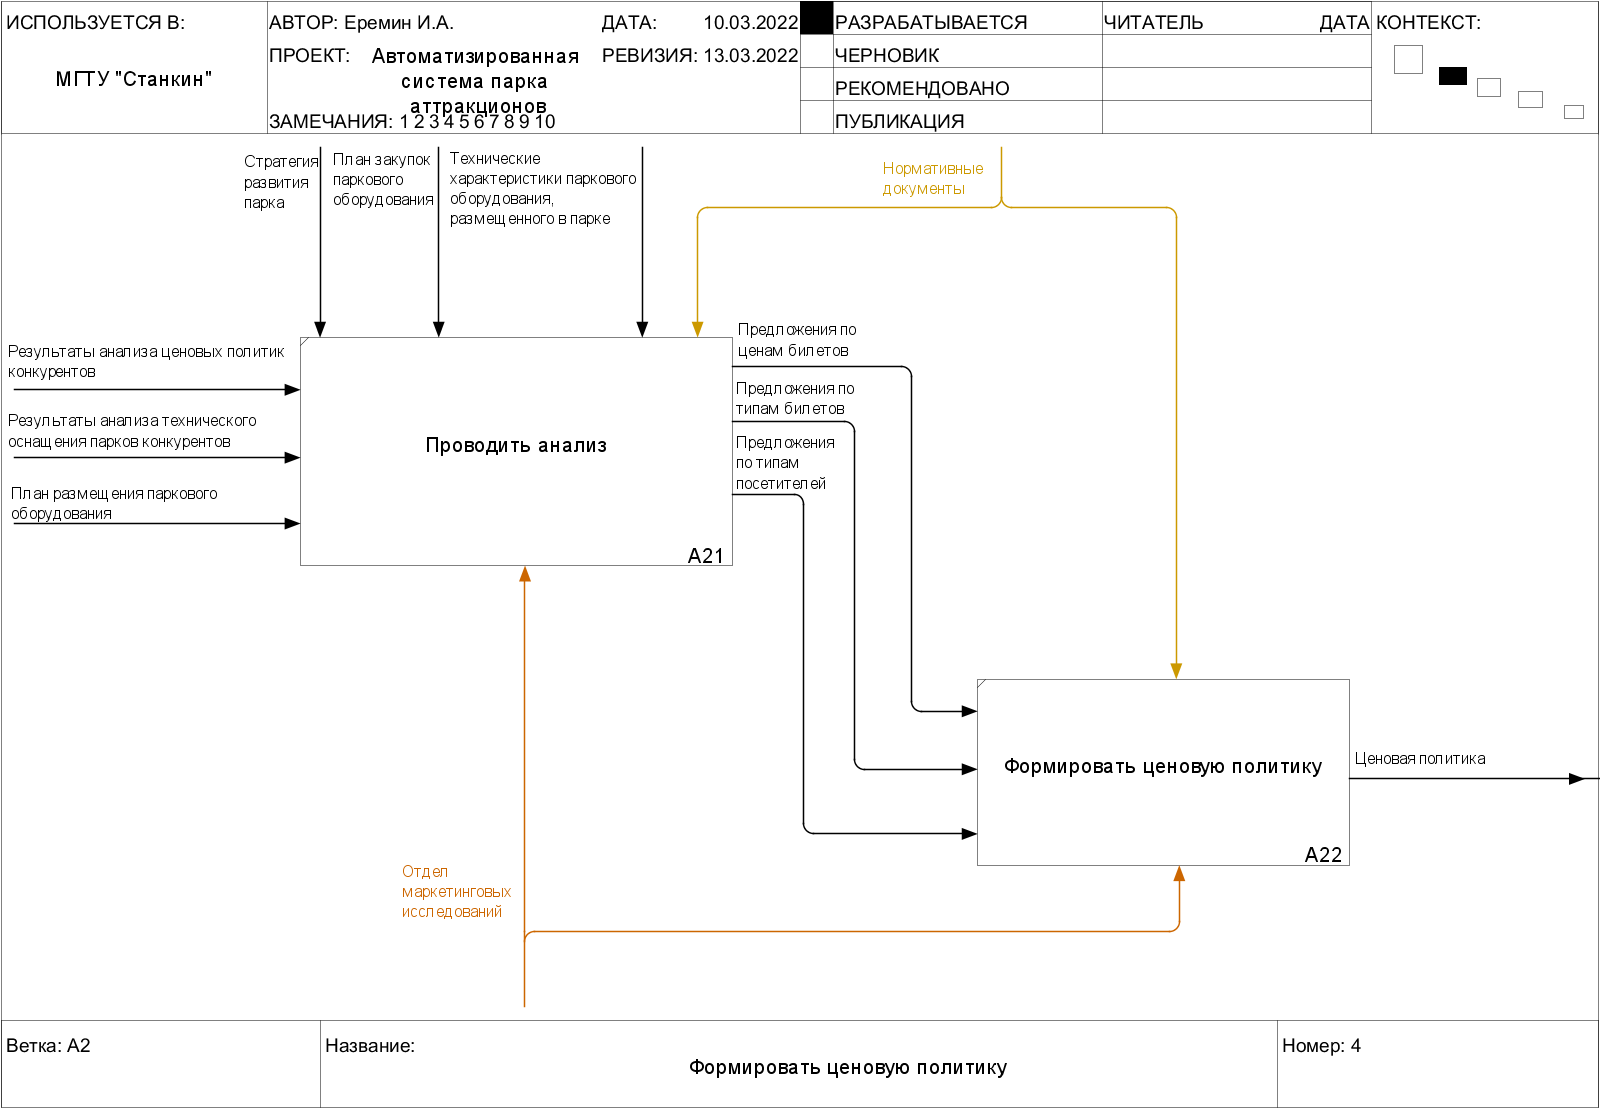 ИСПОЛЬЗУЕТСЯ В:
МГТУ "Станкин"
АВТОР: Еремин И.А.
ДАТА: 10.03.2022
ПРОЕКТ: Автоматизированная
система парка
аттракционов
РЕВИЗИЯ: 13.03.2022
ЗАМЕЧАНИЯ: 1 2 3 4 5 6 7 8 9 10
РАЗРАБАТЫВАЕТСЯ
ЧЕРНОВИК
РЕКОМЕНДОВАНО
ПУБЛИКАЦИЯ
ЧИТАТЕЛЬ
ДАТА
КОНТЕКСТ:
Стратегия
развития
парка
План закупок
паркового
оборудования
Технические
характеристики паркового
оборудования,
размещенного в парке
Нормативные
документы
Результаты анализа ценовых политик
конкурентов
Результаты анализа технического
оснащения парков конкурентов
План размещения паркового
оборудования
Проводить анализ
A21
Предложения по
ценам билетов
Предложения по
типам билетов
Предложения
по типам
посетителей
Формировать ценовую политику
A22
Ценовая политика
Отдел
маркетинговых
исследований
Ветка: A2
Название:
Формировать ценовую политику
Номер: 4